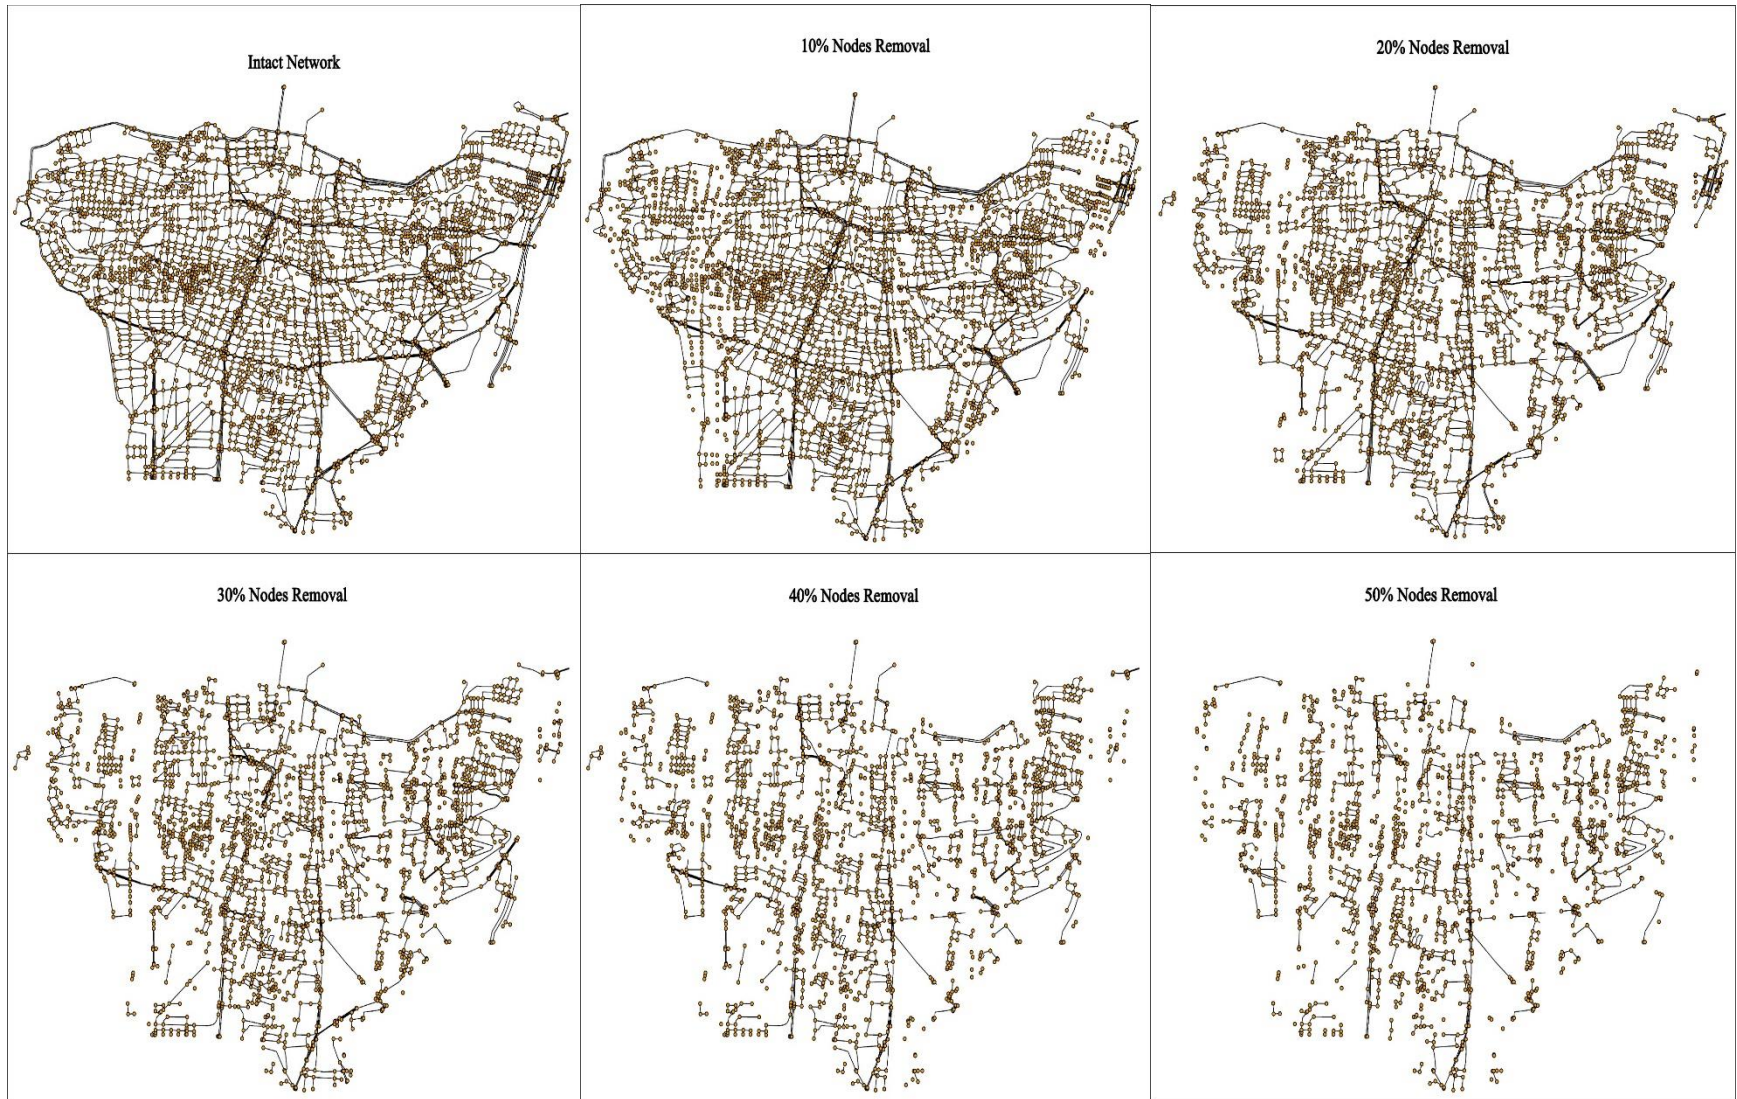 Intact Network
10% Nodes Removal
20% Nodes Removal
30% Nodes Removal
40% Nodes Removal
50% Nodes Removal